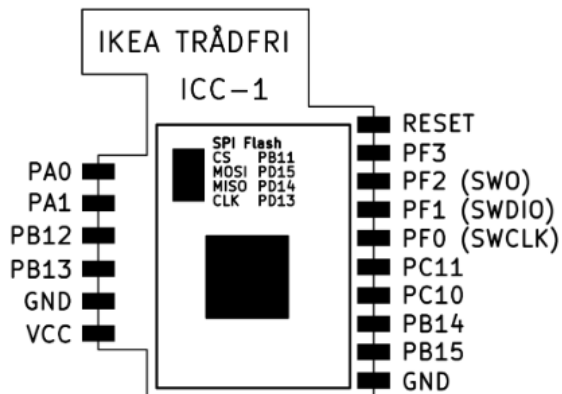 IKEA TRÅDFRI
ICC-1
SPI Flash
CS PB11
MOSI PD15
MISO PD14
CLK PD13
PA0
PA1
PB12
PB13
GND
VCC
RESET
PF3
PF2 (SWO)
PF1 (SWDIO)
PF0 (SWCLK)
PC11
PC10
PB14
PB15
GND